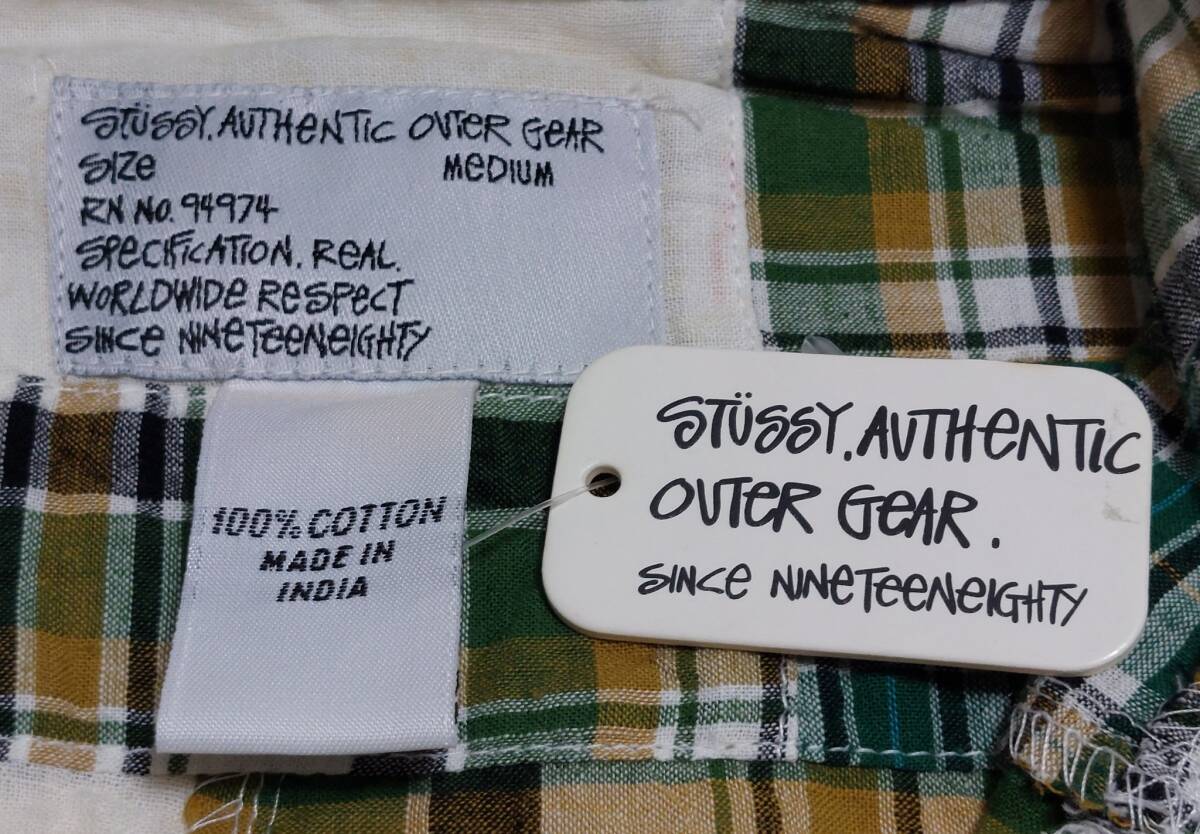 STÜSSY. AUTHENTIC OUTER GEAR
SIZE MEDIUM
RN NO. 94974
SPECIFICATION. REAL.
WORLDWIDE RESPECT
SINCE NINETEENEIGHTY
100% COTTON
MADE IN
INDIA
STÜSSY. AUTHENTIC
OUTER GEAR.
SINCE NINETEENEIGHTY